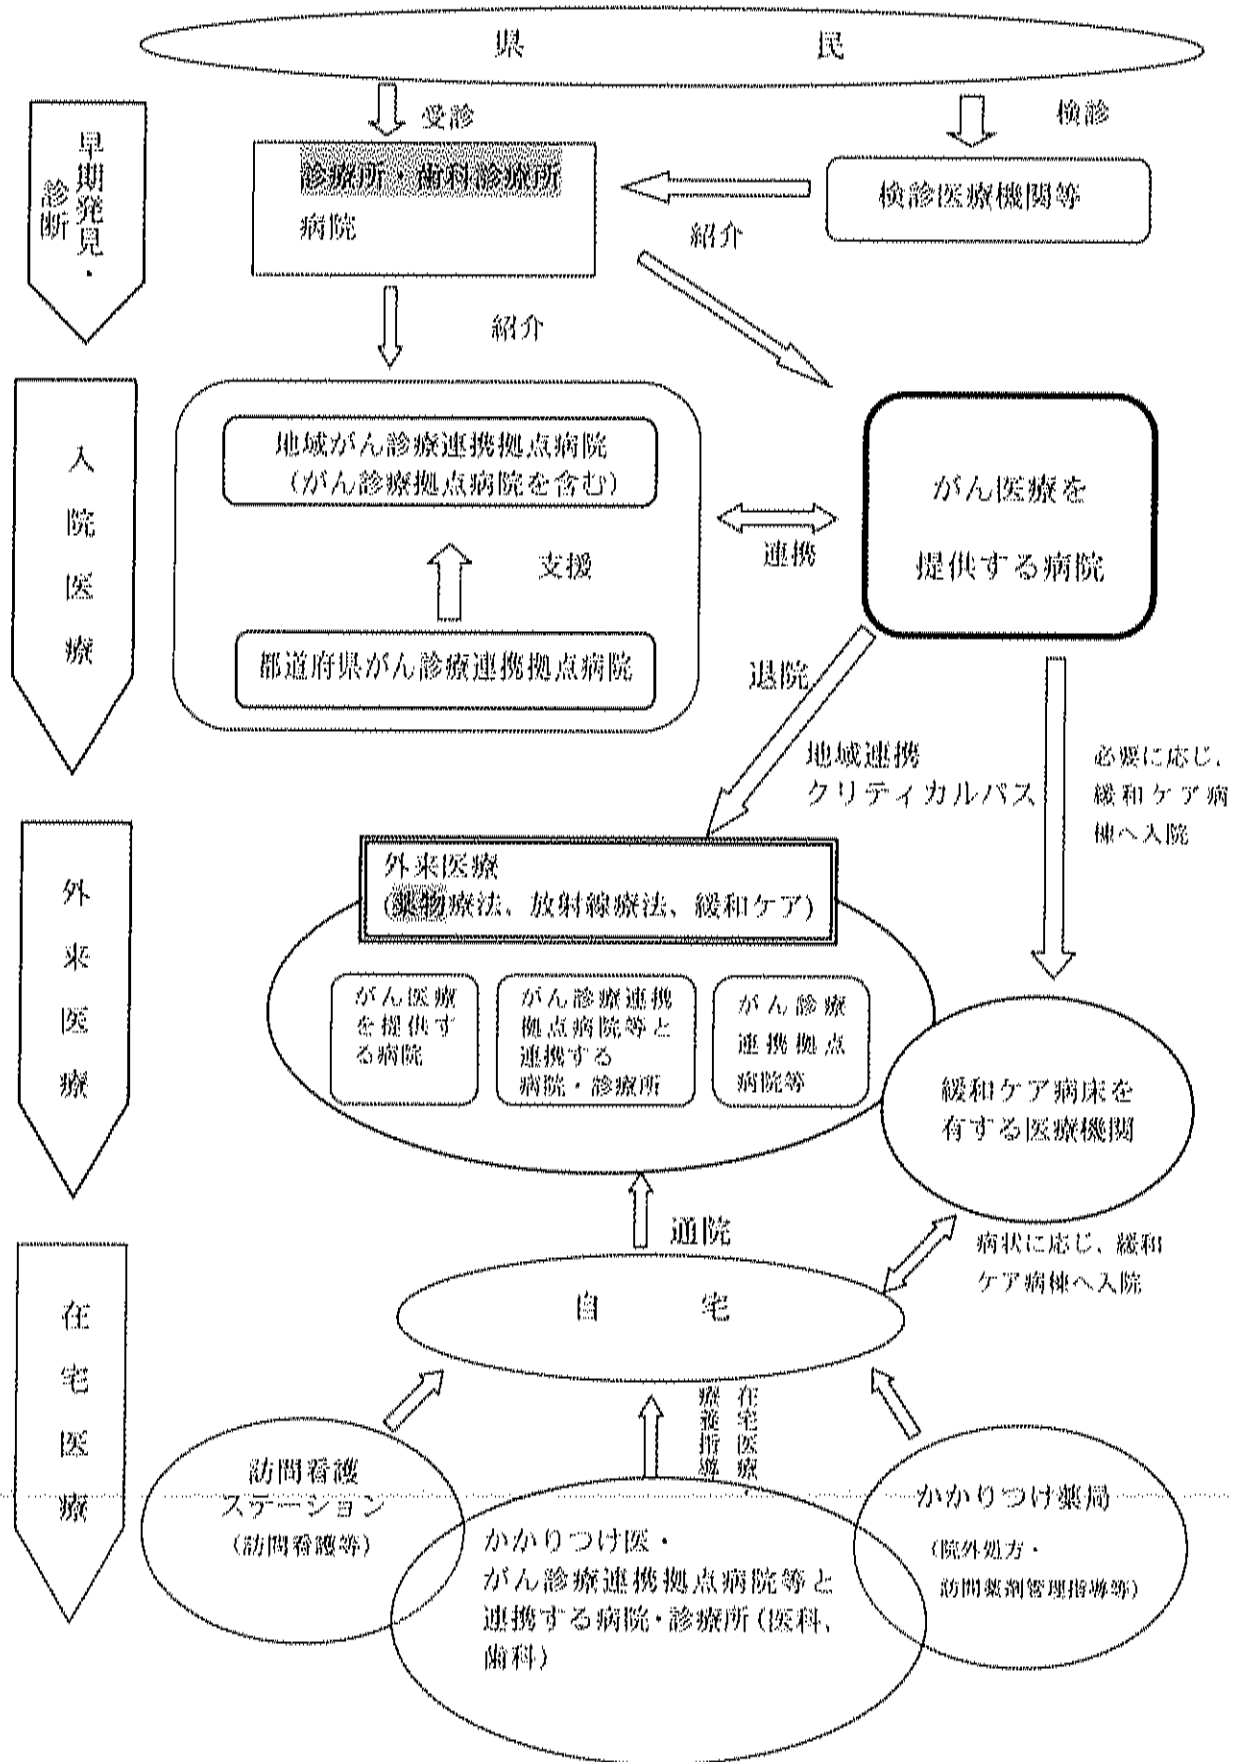 県 民
受診
検診
早期発見・
診断
診療所・歯科診療所
病院
検診医療機関等
紹介
紹介
入院医療
地域がん診療連携拠点病院
(がん診療拠点病院を含む)
支援
都道府県がん診療連携拠点病院
連携
がん医療を
提供する病院
退院
地域連携
クリティカルパス
必要に応じ、
緩和ケア病
棟へ入院
外来医療
外来医療
(薬物療法、放射線療法、緩和ケア)
がん医療
を提供す
る病院
がん診療連携
拠点病院等と
連携する
病院・診療所
がん診療
連携拠点
病院等
緩和ケア病床を
有する医療機関
通院
病状に応じ、緩和
ケア病棟へ入院
在宅医療
自 宅
在宅医療・
療養指導
訪問看護
ステーション
(訪問看護等)
かかりつけ医・
がん診療連携拠点病院等と
連携する病院・診療所(医科、
歯科)
かかりつけ薬局
(院外処方・
訪問薬剤管理指導等)